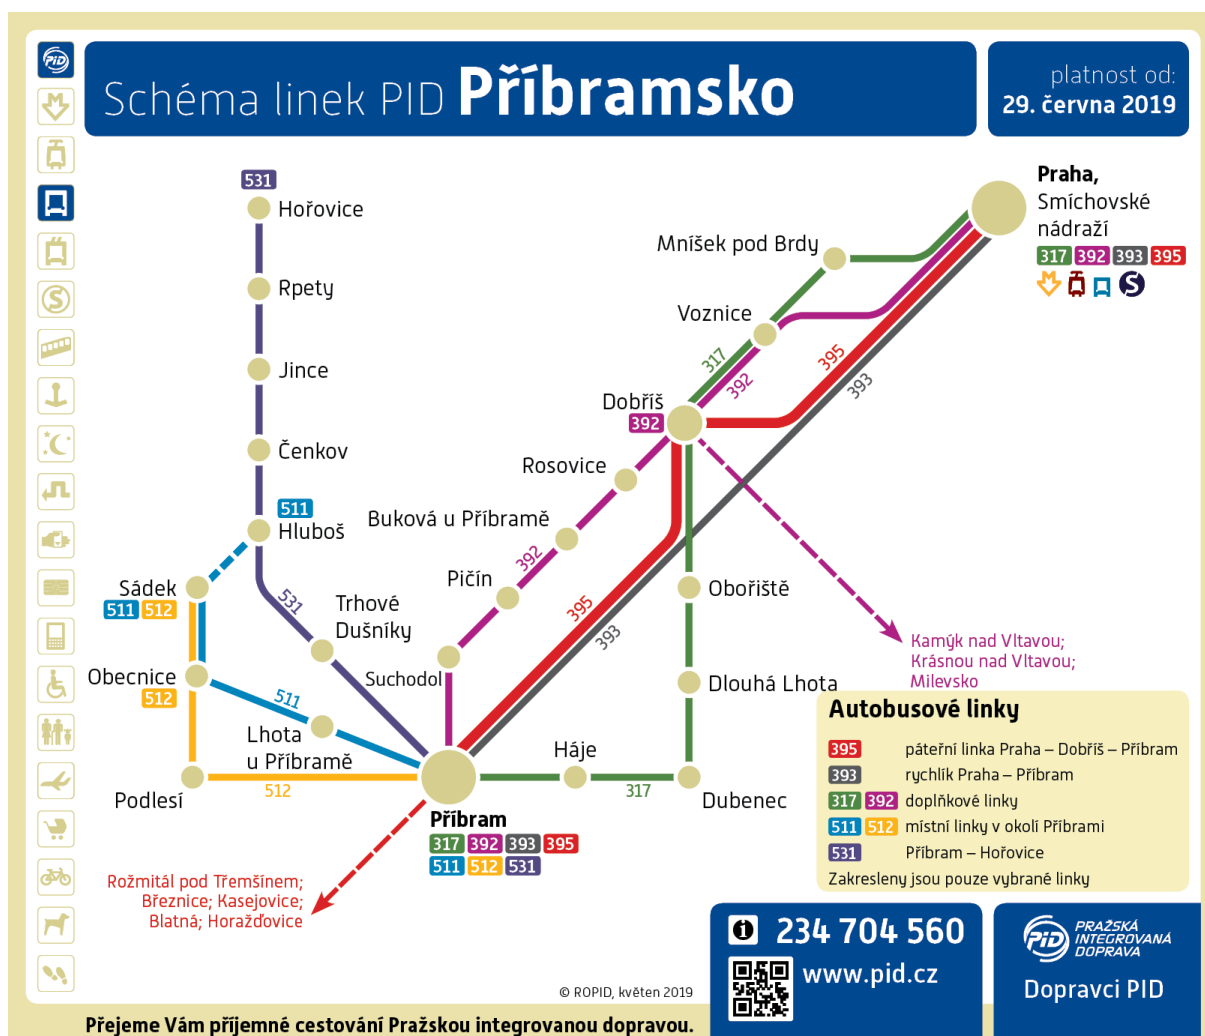 PiD
Schéma linek PID Příbramsko
platnost od:
29. června 2019
531
Hořovice
Rpety
Jince
Čenkov
511
Hluboš
Sádek
511 512
531
Trhové
Dušníky
Obecnice
512
511
Lhota
u Příbramě
Podlesí
512
Praha,
Smíchovské
nádraží
317 392 393 395
S
Mníšek pod Brdy
Voznice
317
392
395
393
Dobříš
392
Rosovice
Buková u Příbramě
392
Pičín
Suchodol
395
393
Obořiště
Dlouhá Lhota
Háje
317
Dubenec
Příbram
317 392 393 395
511 512 531
Kamýk nad Vltavou;
Krásnou nad Vltavou;
Milevsko
Rožmitál pod Třemšínem;
Březnice; Kasejovice;
Blatná; Horažďovice
Autobusové linky
395 páteřní linka Praha – Dobříš – Příbram
393 rychlík Praha – Příbram
317 392 doplňkové linky
511 512 místní linky v okolí Příbrami
531 Příbram – Hořovice
Zakresleny jsou pouze vybrané linky
234 704 560
www.pid.cz
PiD PRAŽSKÁ
INTEGROVANÁ
DOPRAVA
Dopravci PID
© ROPID, květen 2019
Přejeme Vám příjemné cestování Pražskou integrovanou dopravou.